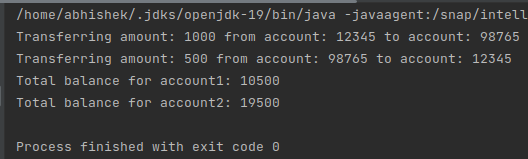 /home/abhishek/.jdks/openjdk-19/bin/java -javaagent:/snap/intell
Transferring amount: 1000 from account: 12345 to account: 98765
Transferring amount: 500 from account: 98765 to account: 12345
Total balance for account1: 10500
Total balance for account2: 19500
Process finished with exit code 0